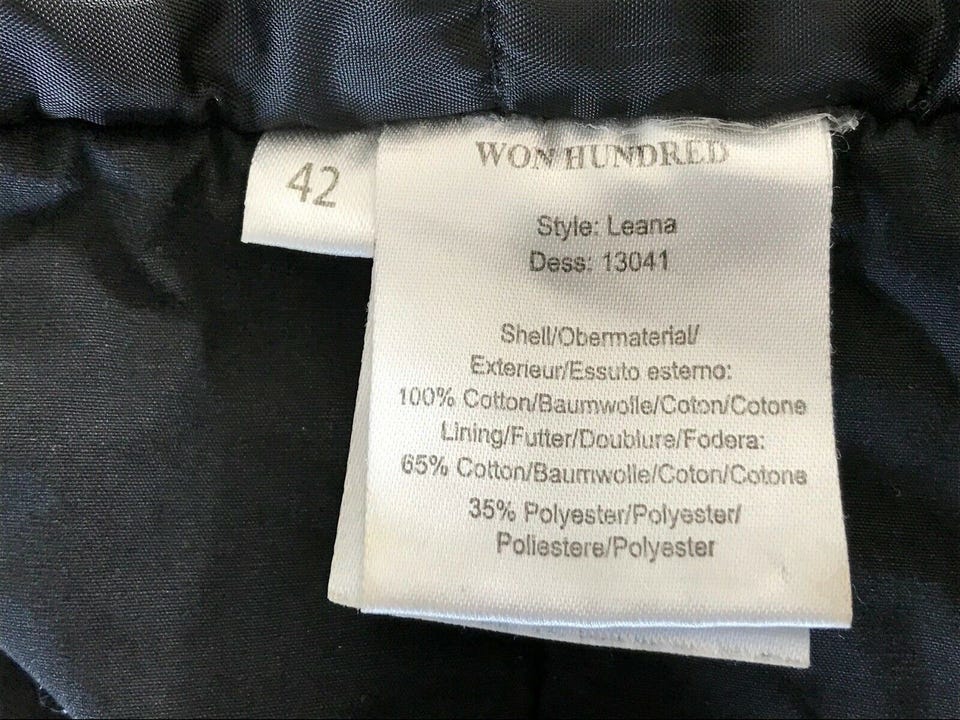 42
WON HUNDRED
Style: Leana
Dess: 13041
Shell/Obermaterial/
Exterieur/Essuto esterno:
100% Cotton/Baumwolle/Coton/Cotone
Lining/Futter/Doublure/Fodera:
65% Cotton/Baumwolle/Coton/Cotone
35% Polyester/Polyester/
Poliestere/Polyester